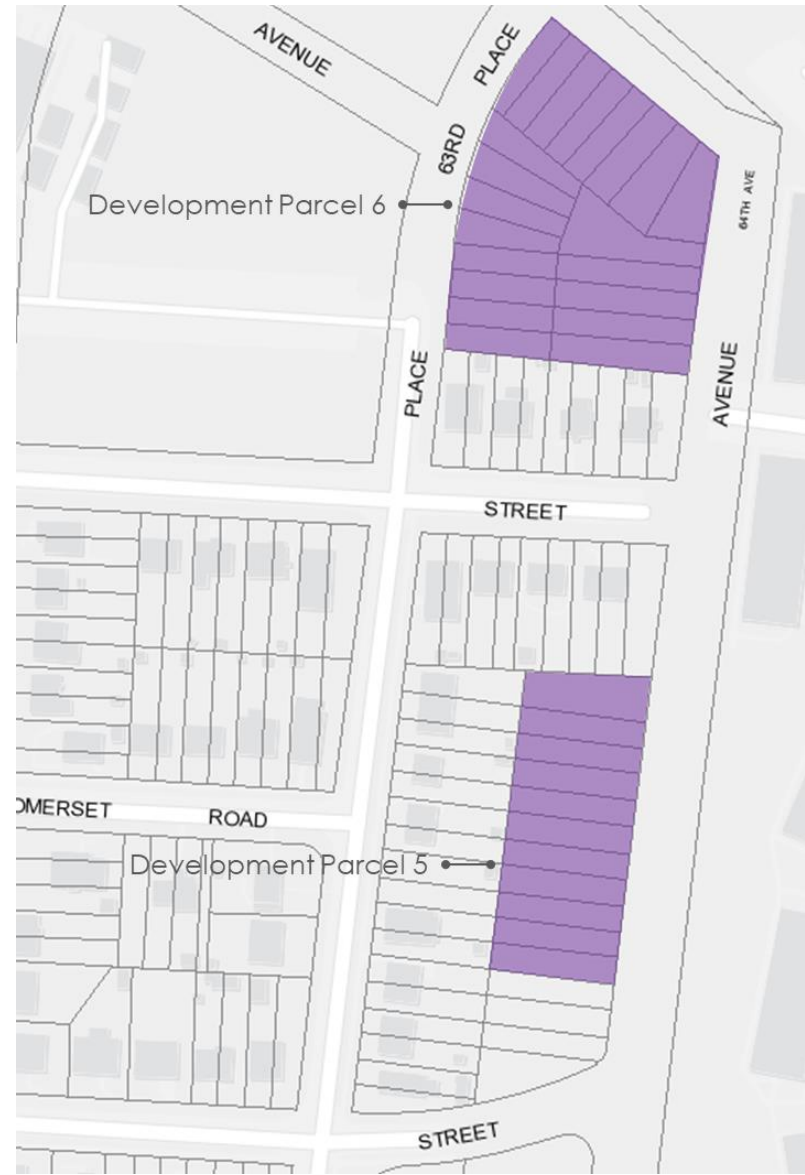 AVENUE
PLACE
63RD
64TH AVE
Development Parcel 6
AVENUE
PLACE
STREET
OMERSET
ROAD
Development Parcel 5
STREET